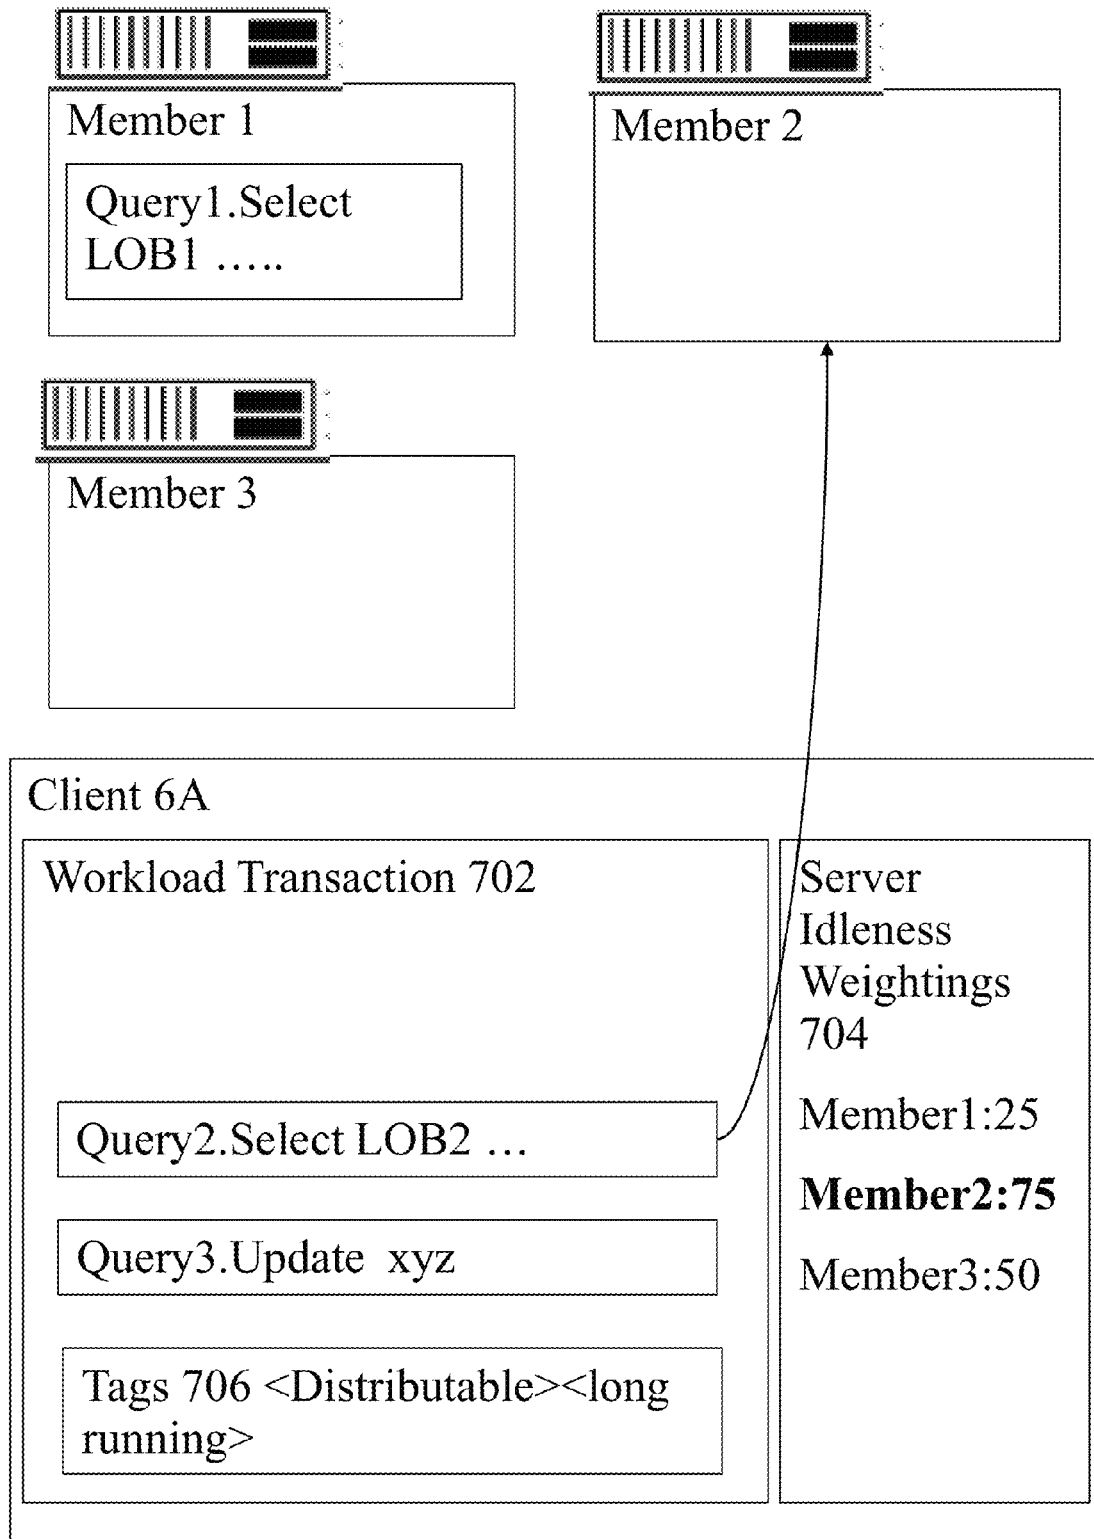 Member 1
Query1.Select
LOB1 .....
Member 2
Member 3
Client 6A
Workload Transaction 702
Query2.Select LOB2 ...
Query3.Update  xyz
Tags 706 <Distributable><long
running>
Server
Idleness
Weightings
704
Member1:25
Member2:75
Member3:50